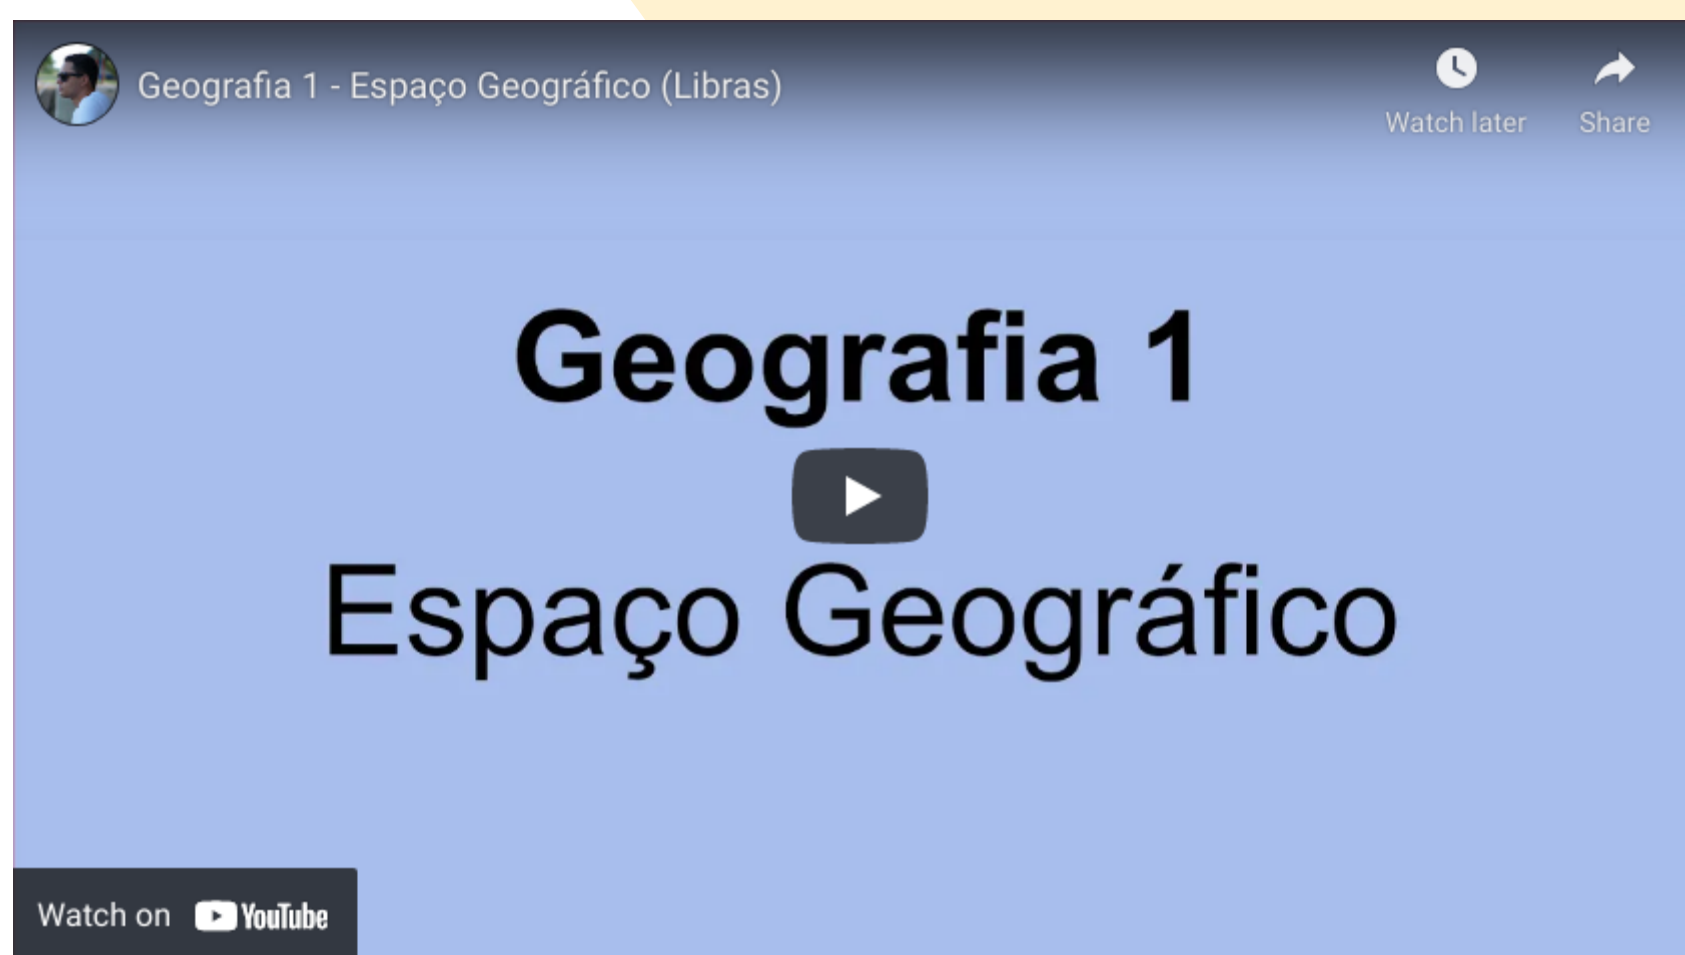 Geografia 1 - Espaço Geográfico (Libras)
Watch later
Share
Geografia 1
Espaço Geográfico
Watch on YouTube